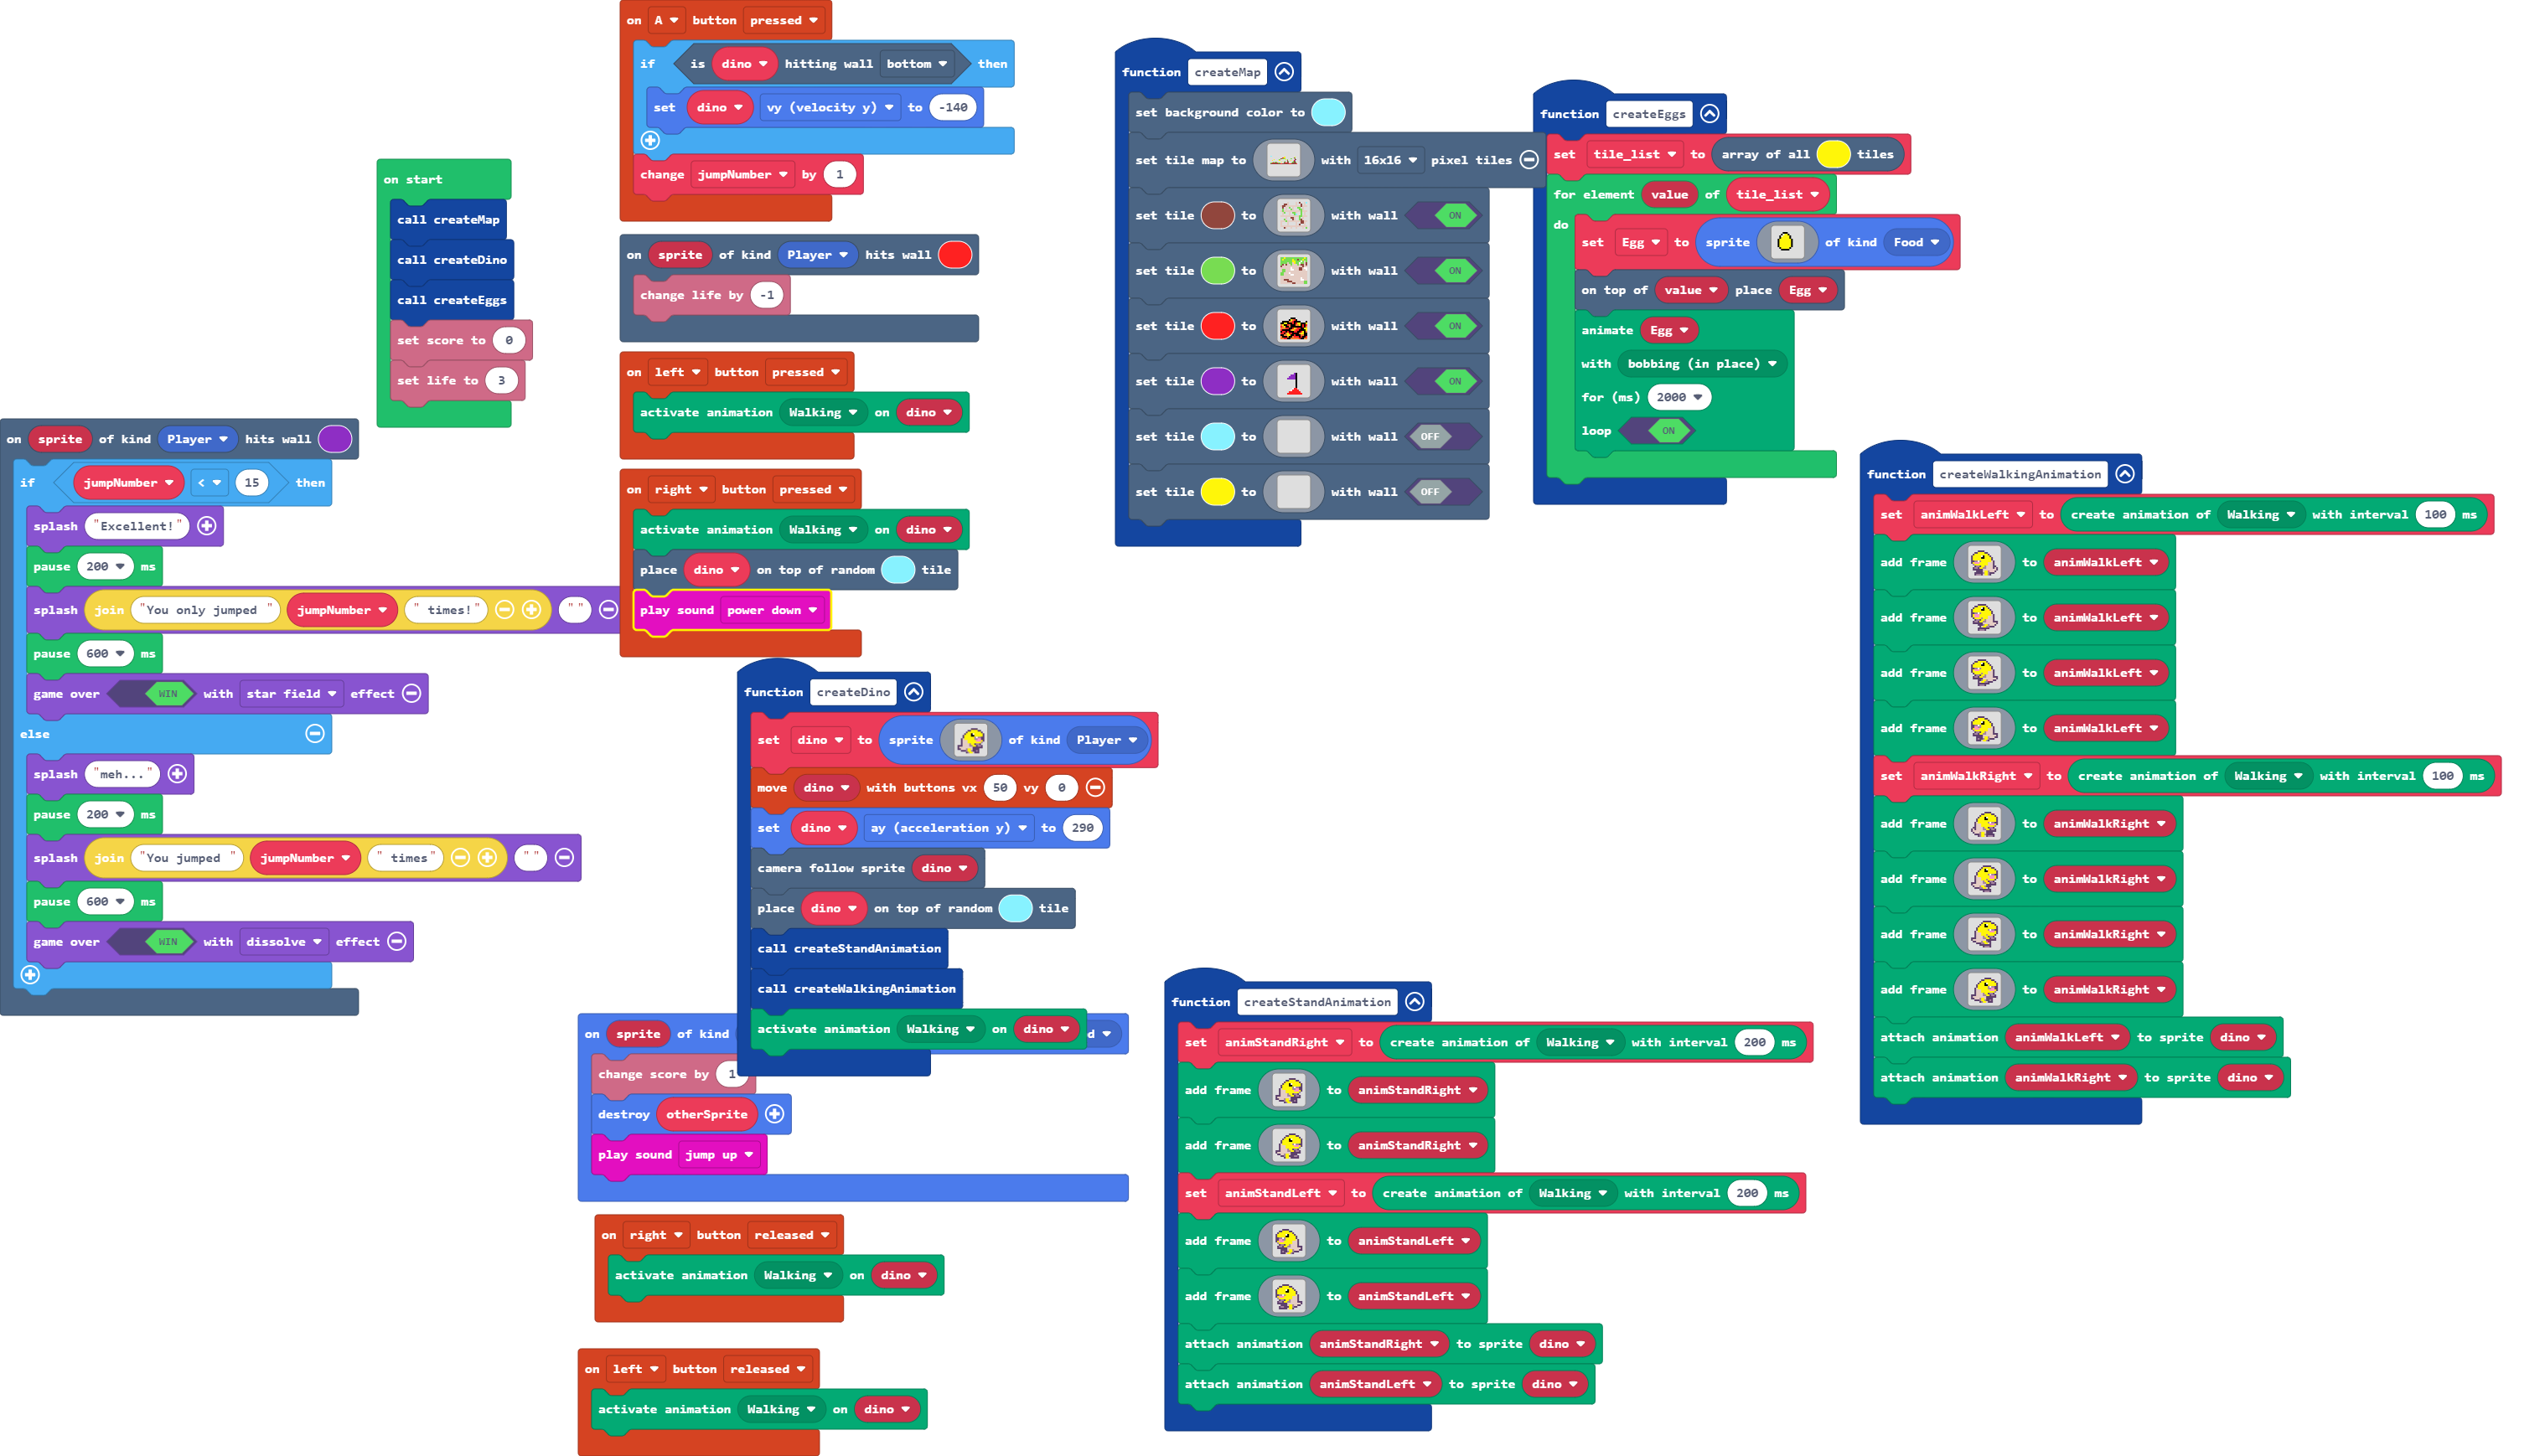 on start
call createMap
call createDino
call createEggs
set score to 0
set life to 3
on sprite of kind Player hits wall
if jumpNumber < 15 then
splash "Excellent!"
pause 200 ms
splash join "You only jumped " jumpNumber " times!" " "
pause 600 ms
game over WIN with star field effect
else
splash "meh..."
pause 200 ms
splash join "You jumped " jumpNumber " times" " "
pause 600 ms
game over WIN with dissolve effect
on A button pressed
if is dino hitting wall bottom then
set dino vy (velocity y) to -140
change jumpNumber by 1
on sprite of kind Player hits wall
change life by -1
on left button pressed
activate animation Walking on dino
on right button pressed
activate animation Walking on dino
place dino on top of random tile
play sound power down
function createDino
set dino to sprite of kind Player
move dino with buttons vx 50 vy 0
set dino ay (acceleration y) to 290
camera follow sprite dino
place dino on top of random tile
call createStandAnimation
call createWalkingAnimation
activate animation Walking on dino
on sprite of kind
change score by 1
destroy otherSprite
play sound jump up
on right button released
activate animation Walking on dino
on left button released
activate animation Walking on dino
function createMap
set background color to
set tile map to with 16x16 pixel tiles
set tile to with wall ON
set tile to with wall ON
set tile to with wall ON
set tile to with wall ON
set tile to with wall OFF
set tile to with wall OFF
function createEggs
set tile_list to array of all tiles
for element value of tile_list
do
set Egg to sprite of kind Food
on top of value place Egg
animate Egg
with bobbing (in place)
for (ms) 2000
loop ON
function createStandAnimation
set animStandRight to create animation of Walking with interval 200 ms
add frame to animStandRight
add frame to animStandRight
set animStandLeft to create animation of Walking with interval 200 ms
add frame to animStandLeft
add frame to animStandLeft
attach animation animStandRight to sprite dino
attach animation animStandLeft to sprite dino
function createWalkingAnimation
set animWalkLeft to create animation of Walking with interval 100 ms
add frame to animWalkLeft
add frame to animWalkLeft
add frame to animWalkLeft
add frame to animWalkLeft
set animWalkRight to create animation of Walking with interval 100 ms
add frame to animWalkRight
add frame to animWalkRight
add frame to animWalkRight
add frame to animWalkRight
attach animation animWalkLeft to sprite dino
attach animation animWalkRight to sprite dino